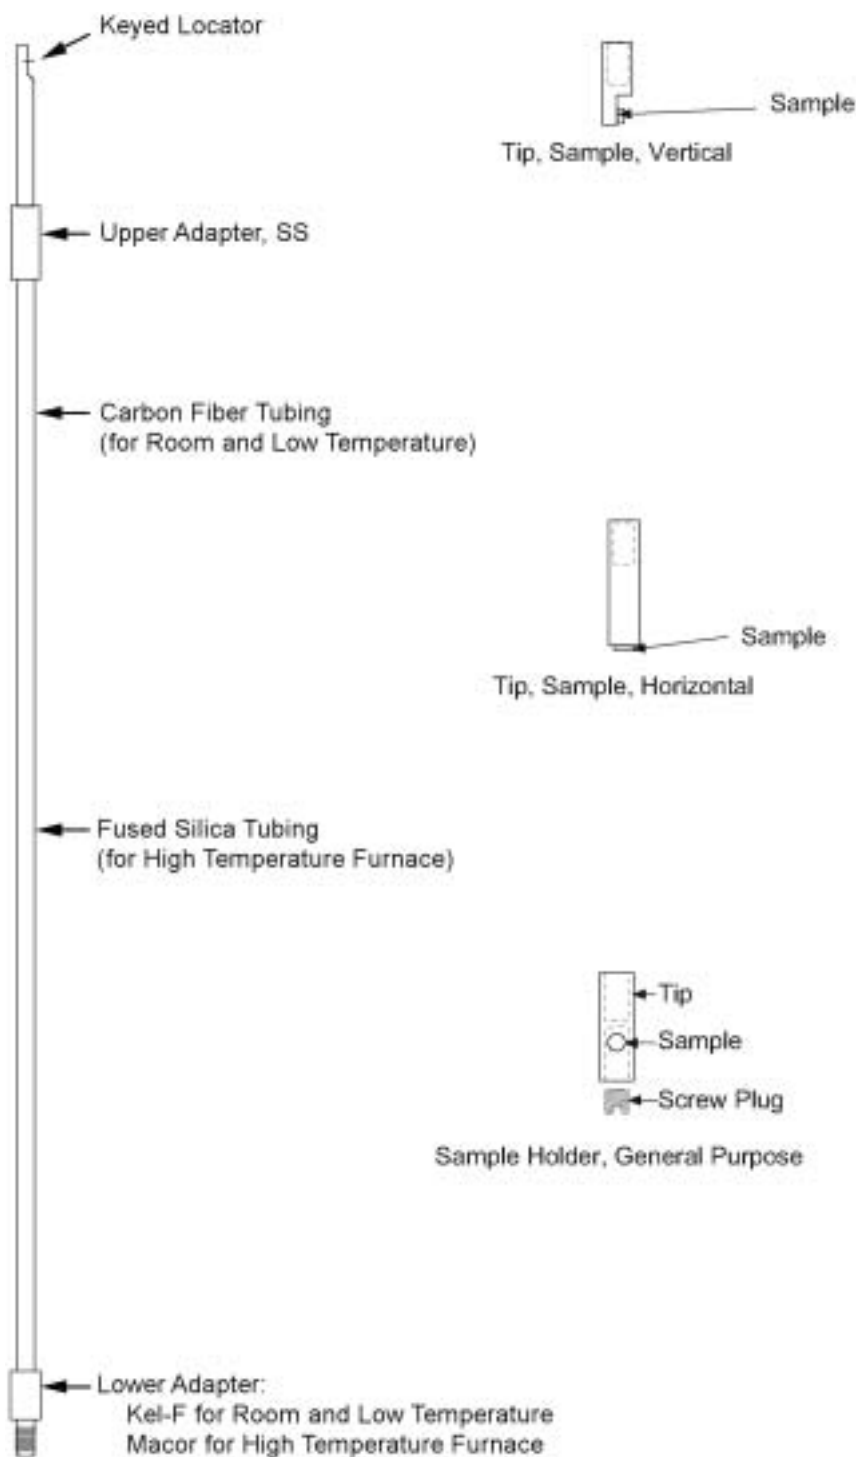 Keyed Locator
Sample
Tip, Sample, Vertical
Upper Adapter, SS
Carbon Fiber Tubing
(for Room and Low Temperature)
Sample
Tip, Sample, Horizontal
Fused Silica Tubing
(for High Temperature Furnace)
Tip
Sample
Screw Plug
Sample Holder, General Purpose
Lower Adapter:
Kel-F for Room and Low Temperature
Macor for High Temperature Furnace